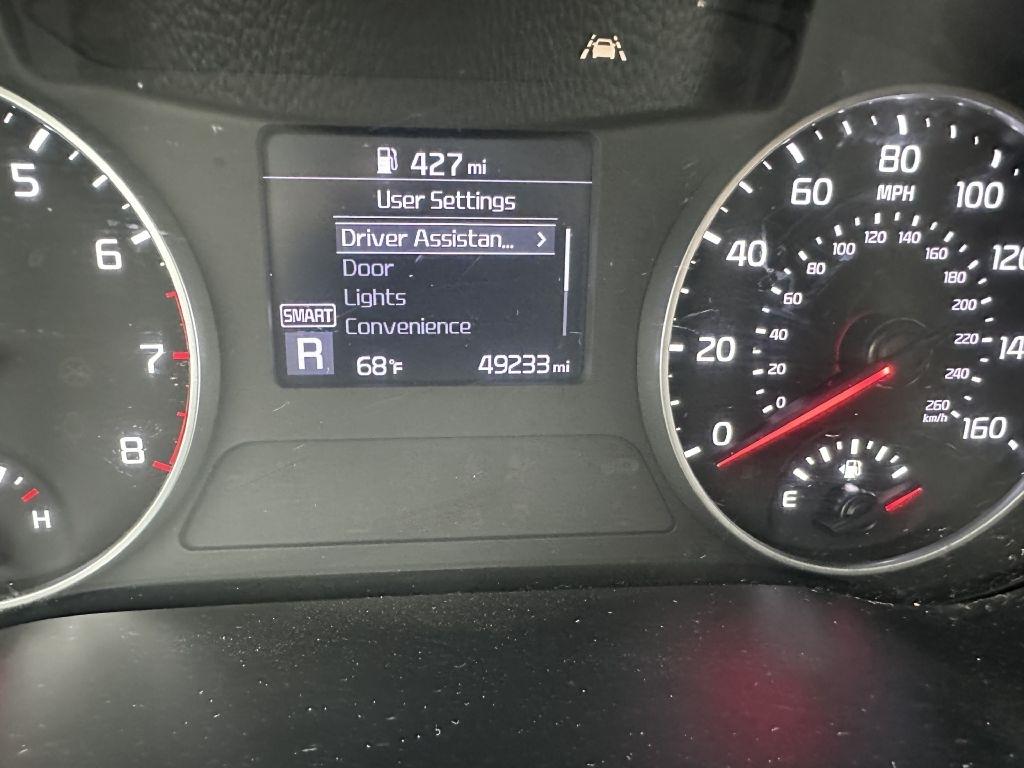 427 mi
User Settings
Driver Assistan...
Door
Lights
Convenience
SMART
R
68°F
49233 mi
5
6
7
8
H
0
20
40
60
80
100
120
14
160
MPH
0
20
40
60
80
100
120
140
160
180
200
220
240
260
km/h
E